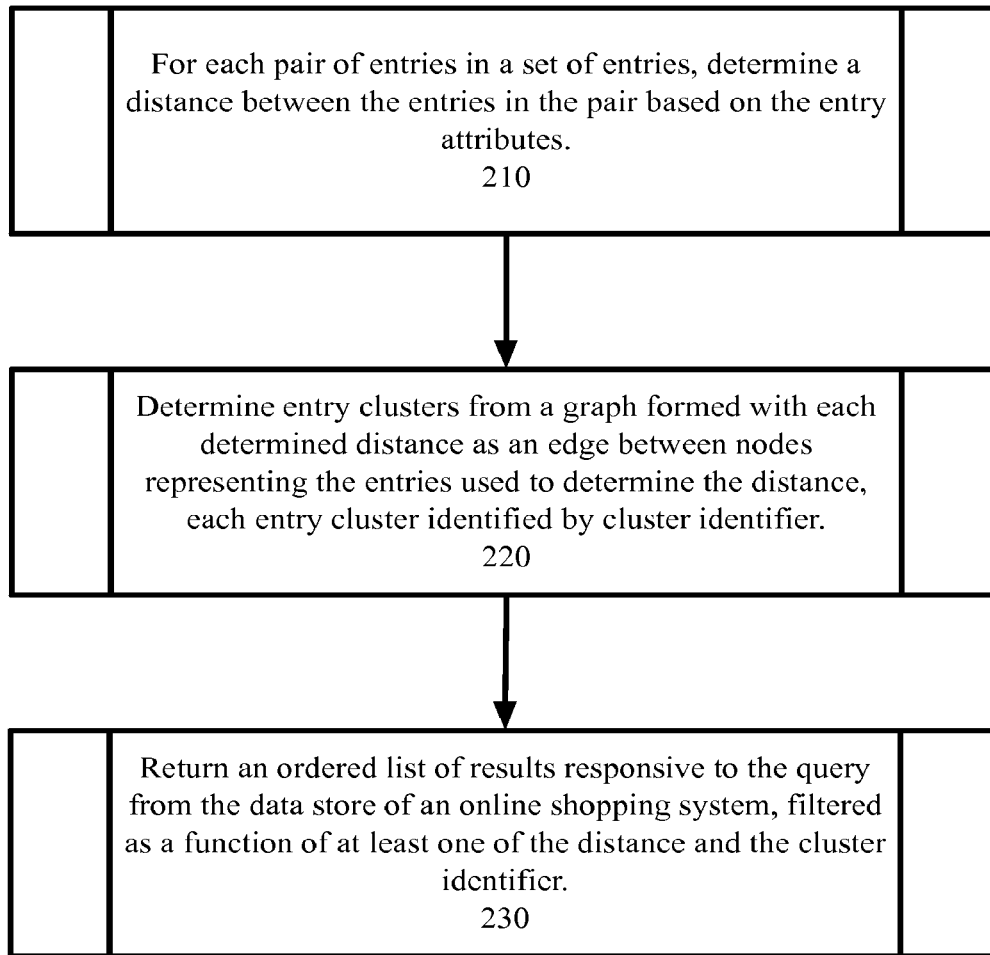 For each pair of entries in a set of entries, determine a
distance between the entries in the pair based on the entry
attributes.
210
Determine entry clusters from a graph formed with each
determined distance as an edge between nodes
representing the entries used to determine the distance,
each entry cluster identified by cluster identifier.
220
Return an ordered list of results responsive to the query
from the data store of an online shopping system, filtered
as a function of at least one of the distance and the cluster
identifier.
230